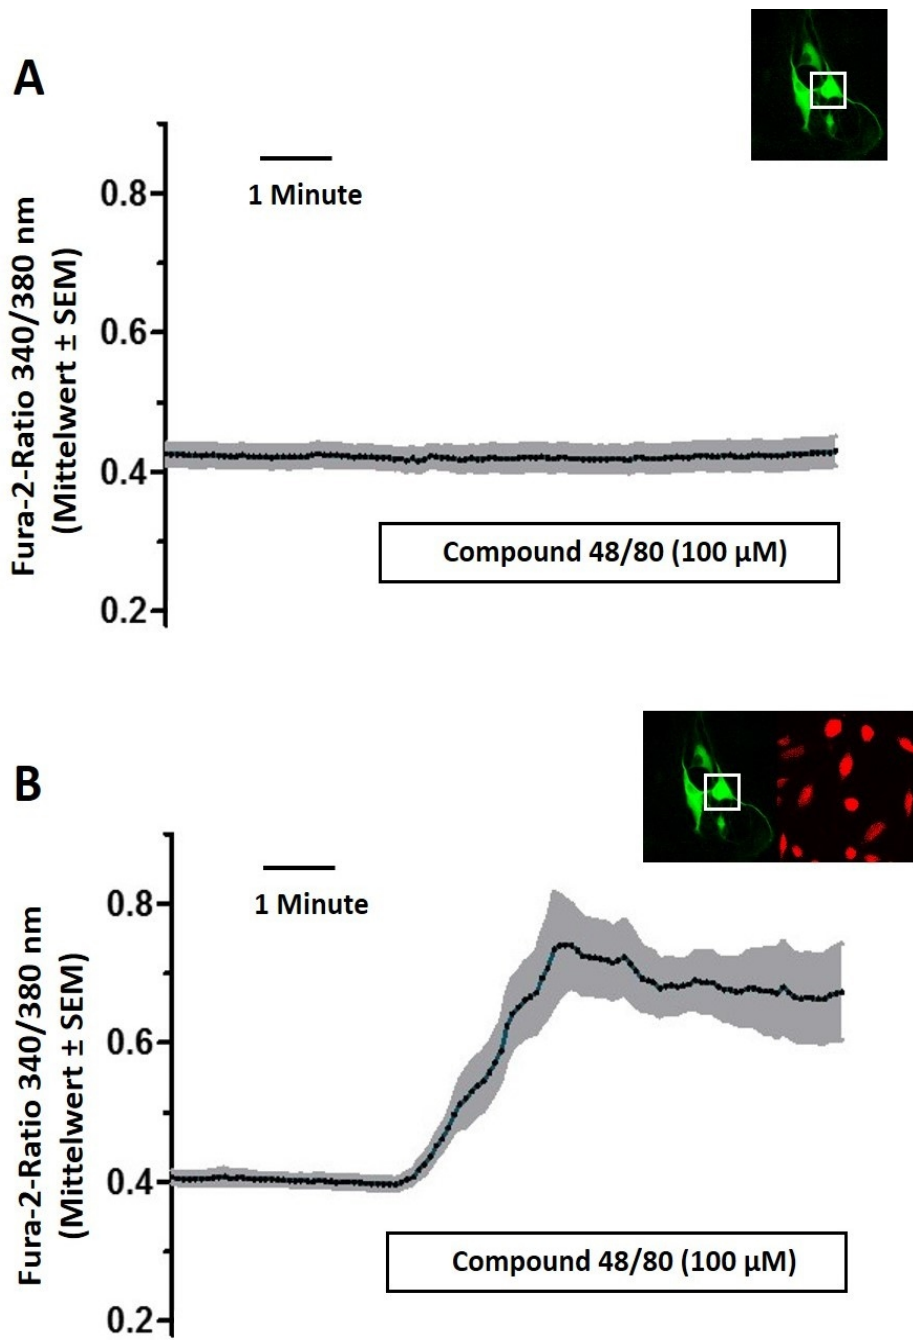 A
1 Minute
0.8
0.6
0.4
0.2
Fura-2-Ratio 340/380 nm
(Mittelwert ± SEM)
Compound 48/80 (100 µM)
B
1 Minute
0.8
0.6
0.4
0.2
Fura-2-Ratio 340/380 nm
(Mittelwert ± SEM)
Compound 48/80 (100 µM)